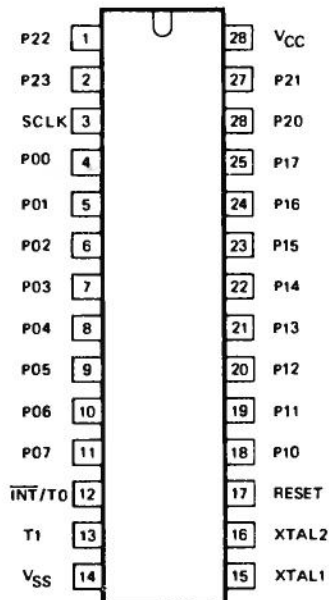 P22 1 28 VCC
P23 2 27 P21
SCLK 3 28 P20
P00 4 25 P17
P01 5 24 P16
P02 6 23 P15
P03 7 22 P14
P04 8 21 P13
P05 9 20 P12
P06 10 19 P11
P07 11 18 P10
I̅N̅T̅/T0 12 17 RESET
T1 13 16 XTAL2
VSS 14 15 XTAL1